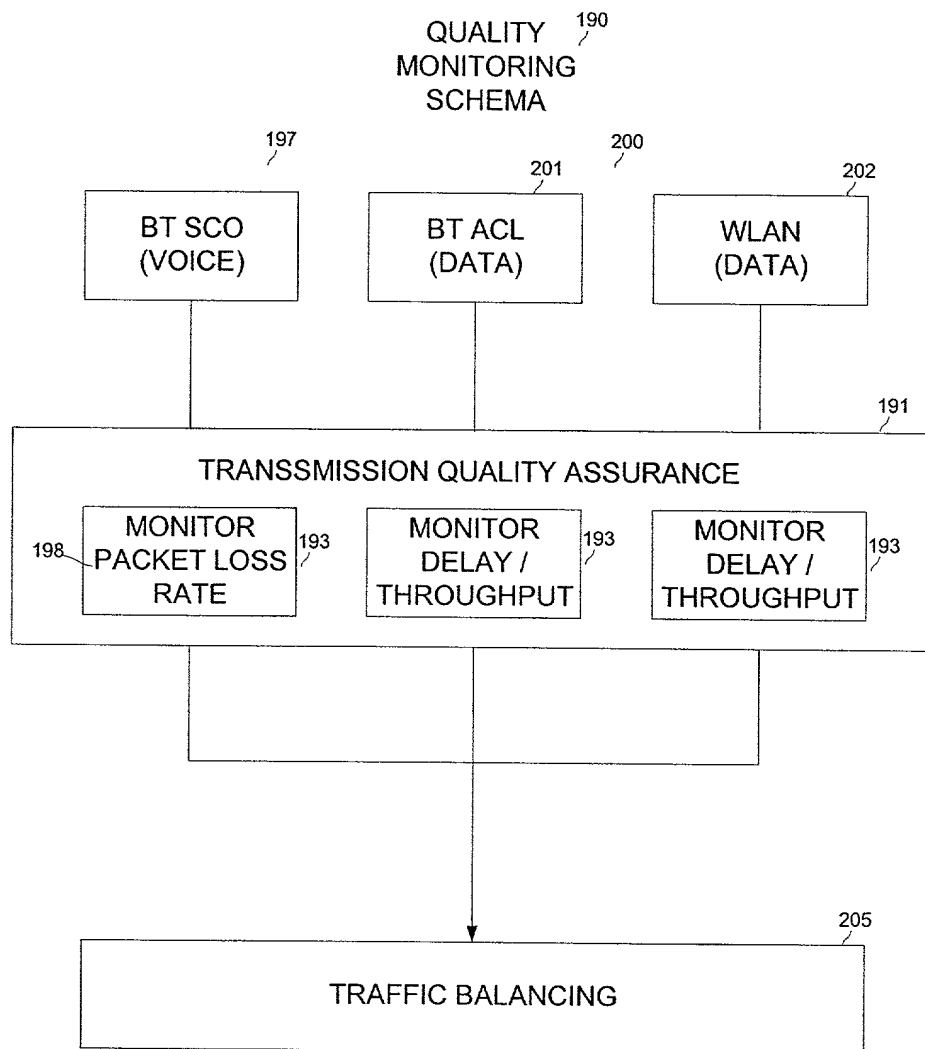 QUALITY 190
MONITORING
SCHEMA
197
200
201
202
BT SCO
(VOICE)
BT ACL
(DATA)
WLAN
(DATA)
191
TRANSSMISSION QUALITY ASSURANCE
MONITOR
198 PACKET LOSS 193
RATE
MONITOR
DELAY / 193
THROUGHPUT
MONITOR
DELAY / 193
THROUGHPUT
205
TRAFFIC BALANCING